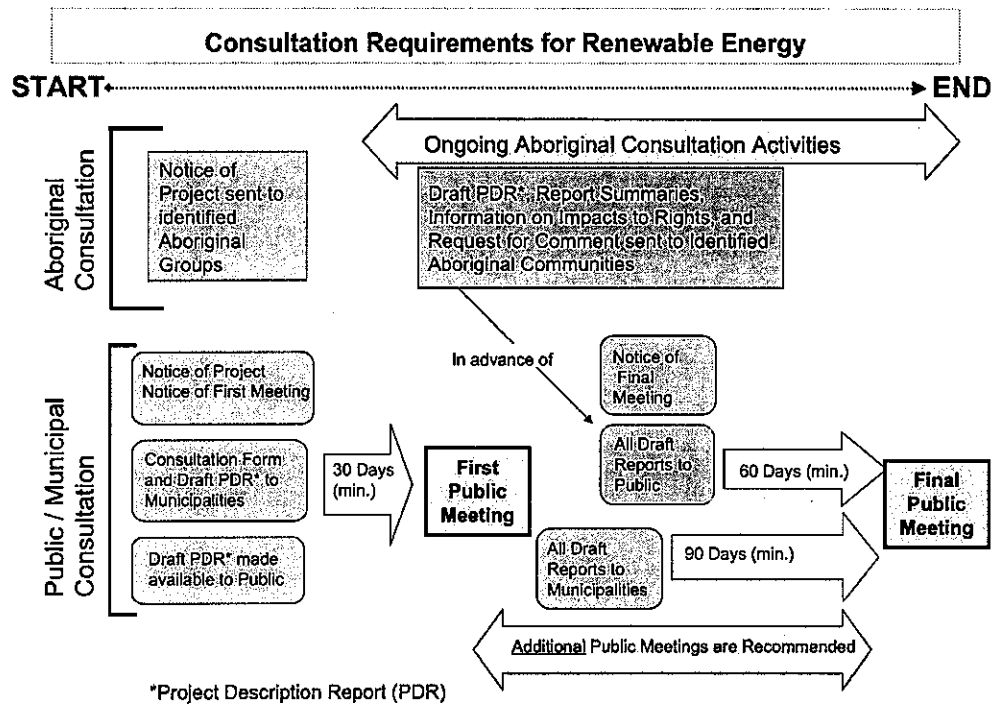 Consultation Requirements for Renewable Energy
START
END
Aboriginal
Consultation
Ongoing Aboriginal Consultation Activities
Notice of
Project sent to
identified
Aboriginal
Groups
Draft PDR*, Report Summaries,
Information on Impacts to Rights, and
Request for Comment sent to Identified
Aboriginal Communities
Public / Municipal
Consultation
Notice of Project
Notice of First Meeting
Consultation Form
and Draft PDR* to
Municipalities
Draft PDR* made
available to Public
30 Days
(min.)
First
Public
Meeting
In advance of
Notice of
Final
Meeting
All Draft
Reports to
Public
60 Days (min.)
All Draft
Reports to
Municipalities
90 Days (min.)
Final
Public
Meeting
Additional Public Meetings are Recommended
*Project Description Report (PDR)